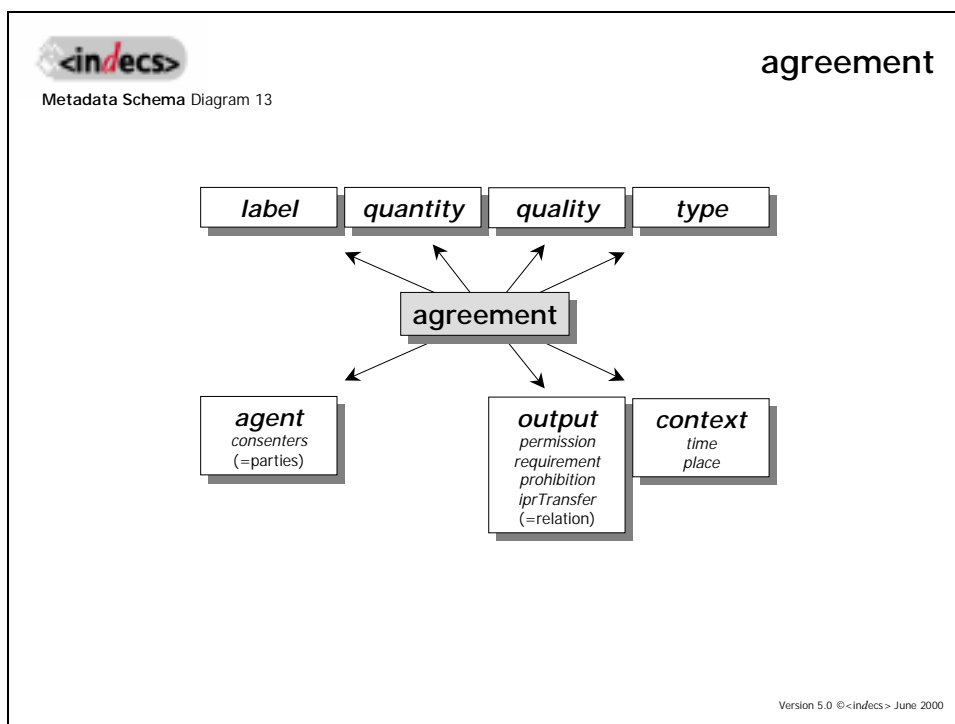 <indecs>
agreement
Metadata Schema Diagram 13
label quantity quality type
agreement
agent
consenters
(=parties)
output
permission
requirement
prohibition
iprTransfer
(=relation)
context
time
place
Version 5.0 ©<indecs> June 2000